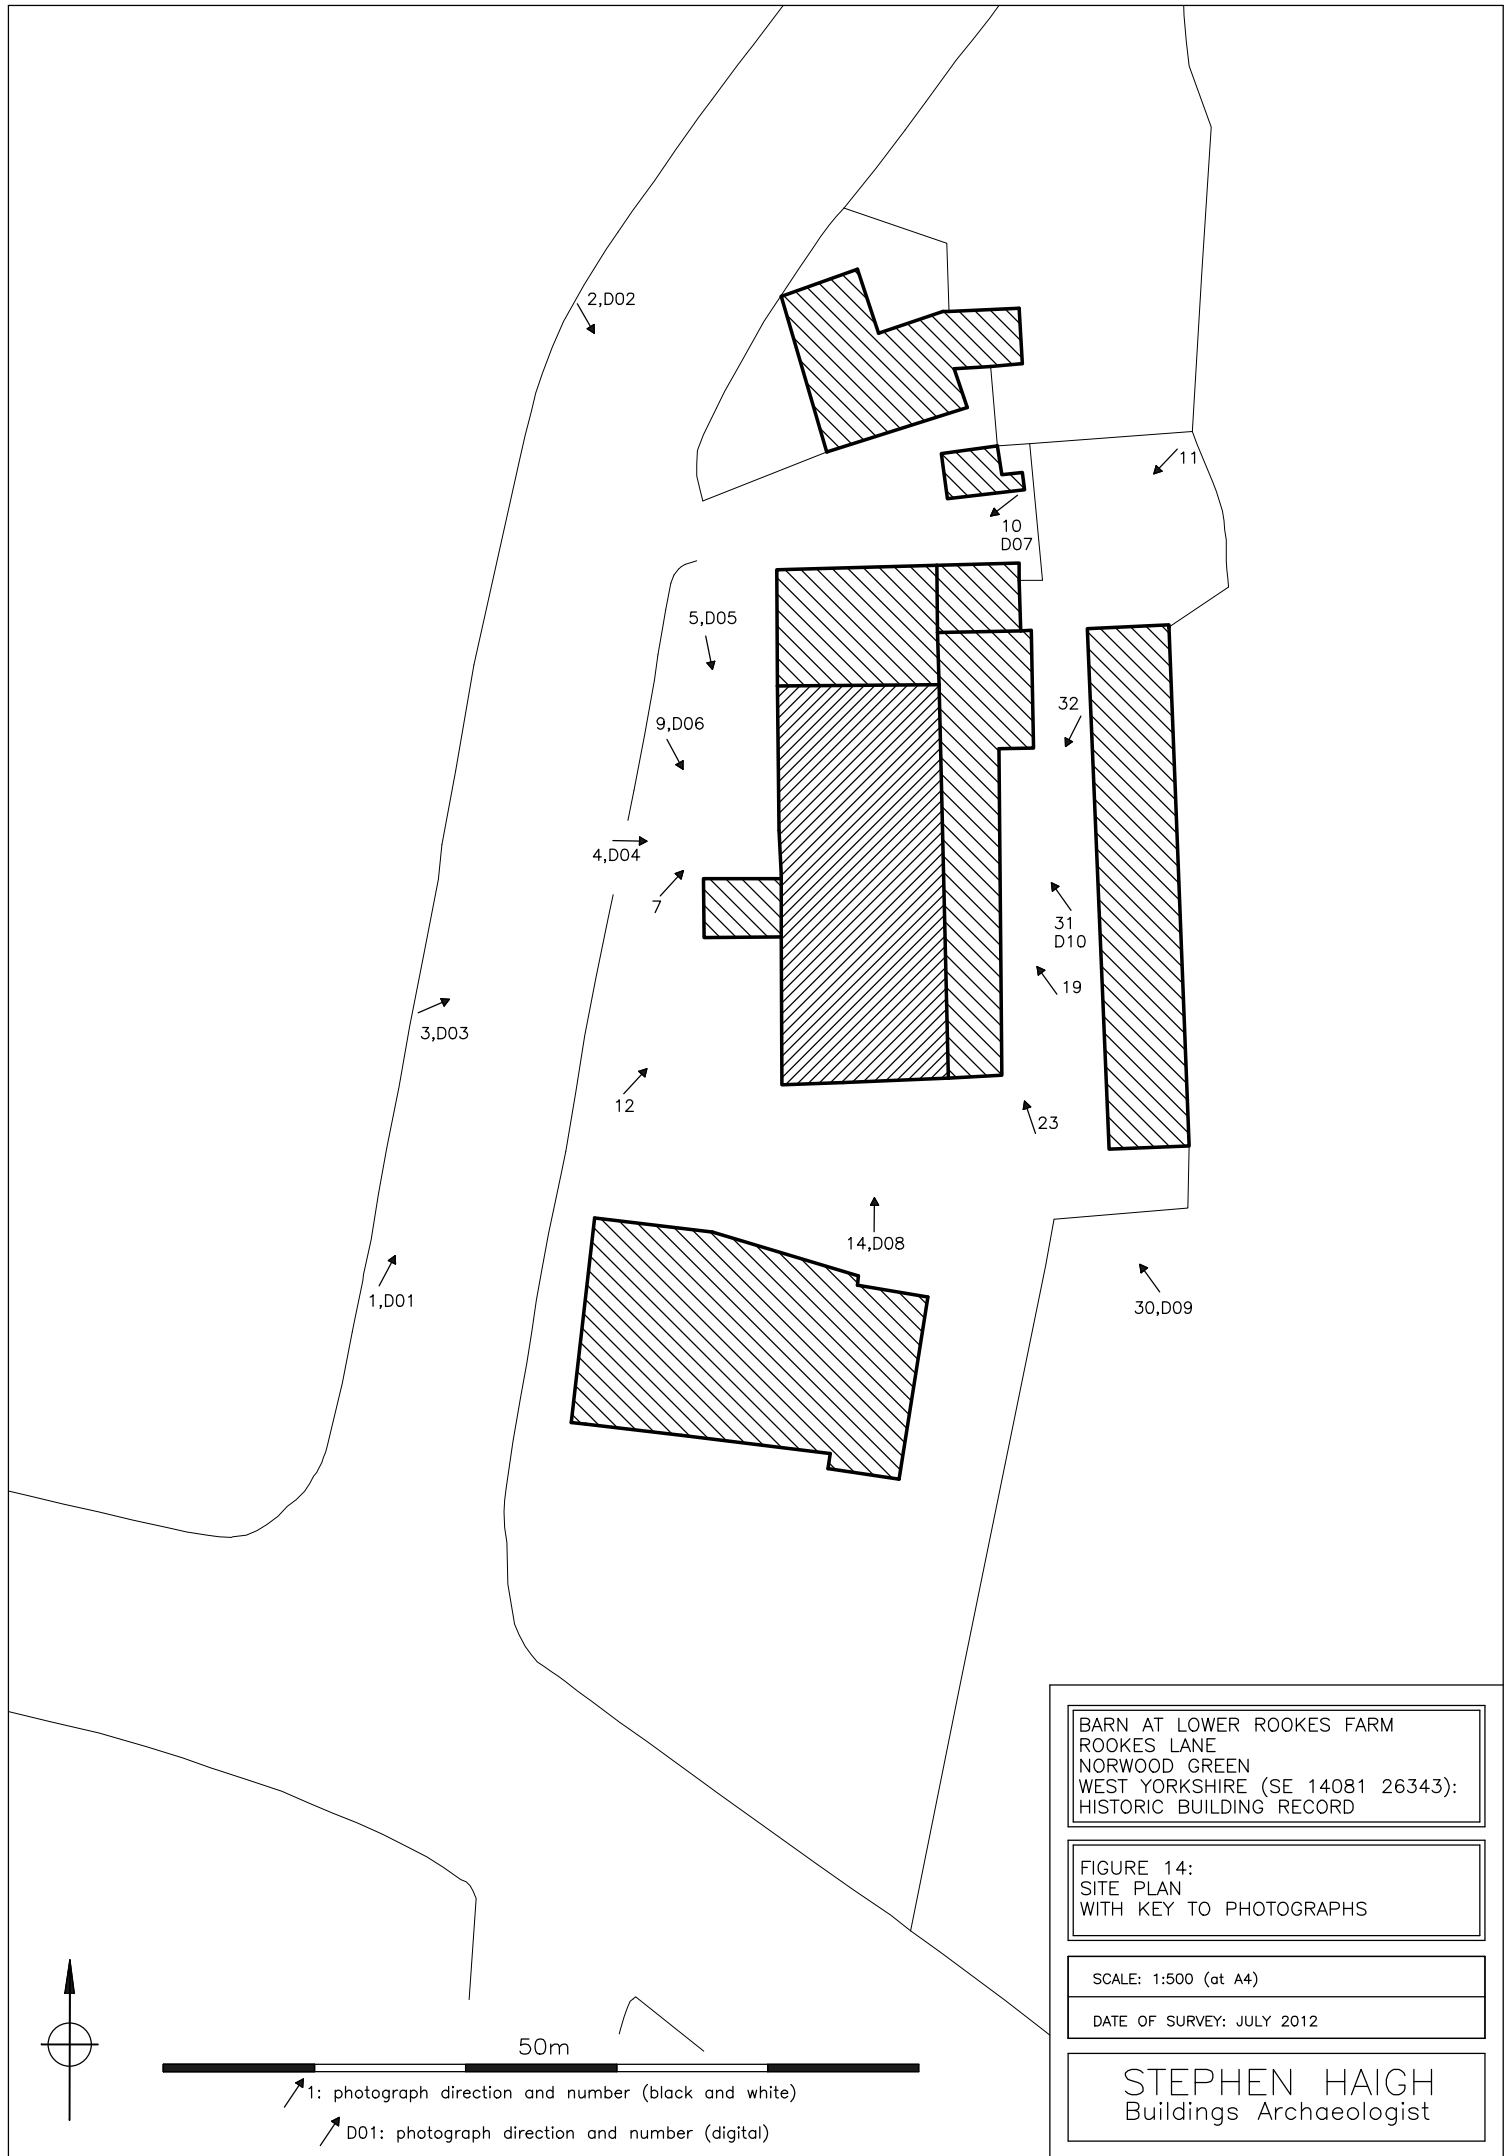 2,D02
11
10
D07
5,D05
32
9,D06
4,D04
7
31
D10
19
3,D03
12
23
14,D08
1,D01
30,D09
BARN AT LOWER ROOKES FARM
ROOKES LANE
NORWOOD GREEN
WEST YORKSHIRE (SE 14081 26343):
HISTORIC BUILDING RECORD
FIGURE 14:
SITE PLAN
WITH KEY TO PHOTOGRAPHS
SCALE: 1:500 (at A4)
DATE OF SURVEY: JULY 2012
STEPHEN HAIGH
Buildings Archaeologist
50m
1: photograph direction and number (black and white)
D01: photograph direction and number (digital)